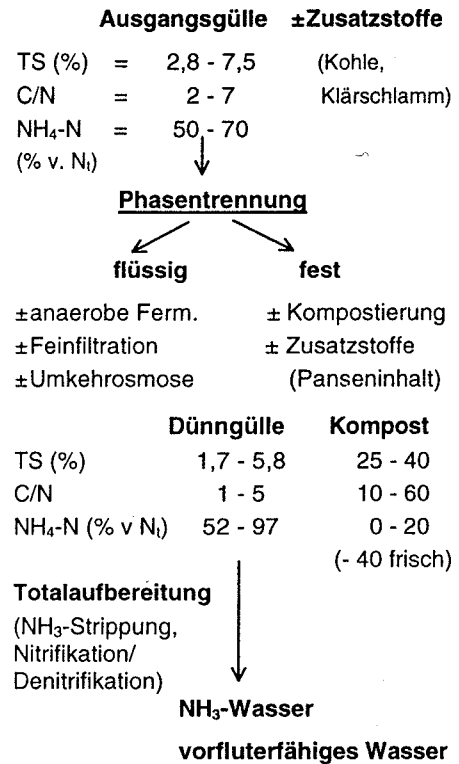 Ausgangsgülle ±Zusatzstoffe
TS (%) = 2,8 - 7,5 (Kohle,
C/N = 2 - 7 Klärschlamm)
NH₄-N = 50 - 70
(% v. Nₜ)
Phasentrennung
flüssig fest
±anaerobe Ferm. ± Kompostierung
±Feinfiltration ± Zusatzstoffe
±Umkehrosmose (Panseninhalt)
Dünngülle Kompost
TS (%) 1,7 - 5,8 25 - 40
C/N 1 - 5 10 - 60
NH₄-N (% v Nₜ) 52 - 97 0 - 20
(- 40 frisch)
Totalaufbereitung
(NH₃-Strippung,
Nitrifikation/
Denitrifikation)
NH₃-Wasser
vorfluterfähiges Wasser